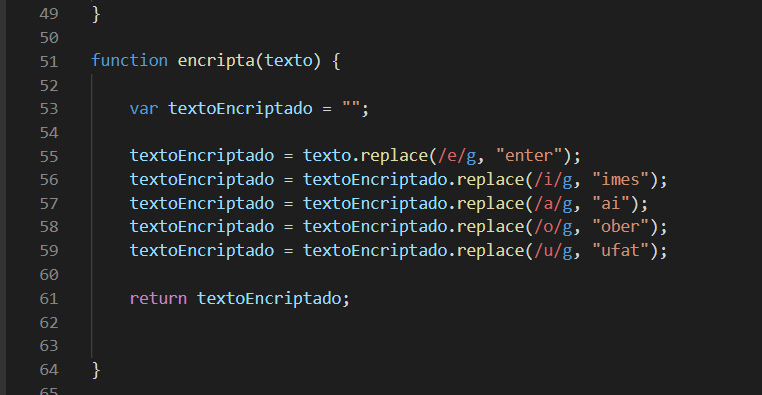 49 }
50
51 function encripta(texto) {
52
53 var textoEncriptado = "";
54
55 textoEncriptado = texto.replace(/e/g, "enter");
56 textoEncriptado = textoEncriptado.replace(/i/g, "imes");
57 textoEncriptado = textoEncriptado.replace(/a/g, "ai");
58 textoEncriptado = textoEncriptado.replace(/o/g, "ober");
59 textoEncriptado = textoEncriptado.replace(/u/g, "ufat");
60
61 return textoEncriptado;
62
63
64 }
65